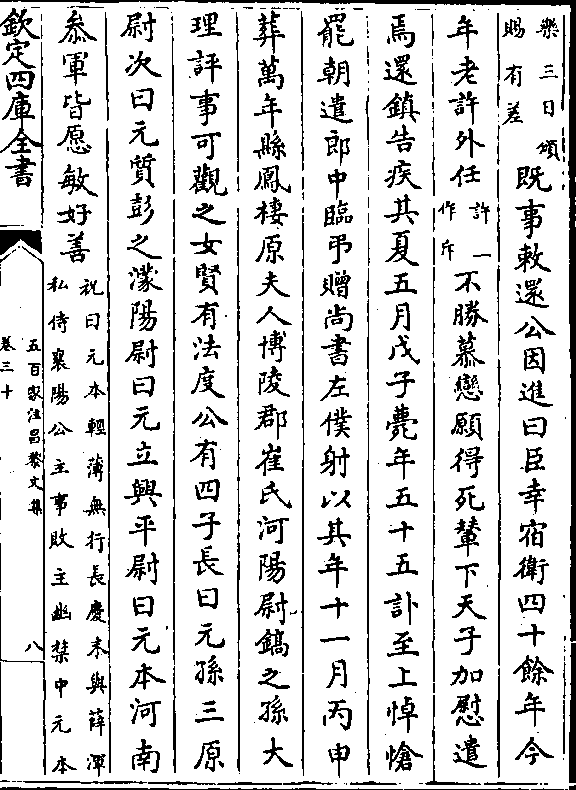 樂三日頒
賜有差
既事敕還公因進曰臣幸宿衛四十餘年今
年老許外任
許一
作斥
不勝慕戀願得死輦下天子加慰遣
焉還鎮告疾其夏五月戊子薨年五十五訃至上悼愴
罷朝遣郎中臨弔贈尚書左僕射以其年十一月丙申
葬萬年縣鳳棲原夫人博陵郡崔氏河陽尉鎬之孫大
理評事可觀之女賢有法度公有四子長曰元孫三原
尉次曰元質彭之濛陽尉曰元立興平尉曰元本河南
叅軍皆愿敏好善
祝曰元本輕薄無行長慶末與薛渾
私侍襄陽公主事敗主幽禁中元本
欽定四庫全書
五百家注昌黎文集
卷三十
八